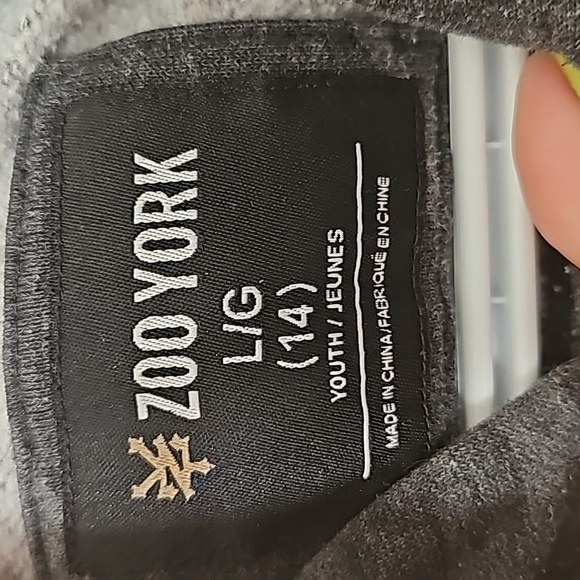 ZOO YORK
L/G
(14)
YOUTH / JEUNES
MADE IN CHINA/FABRIQUÉ EN CHINE